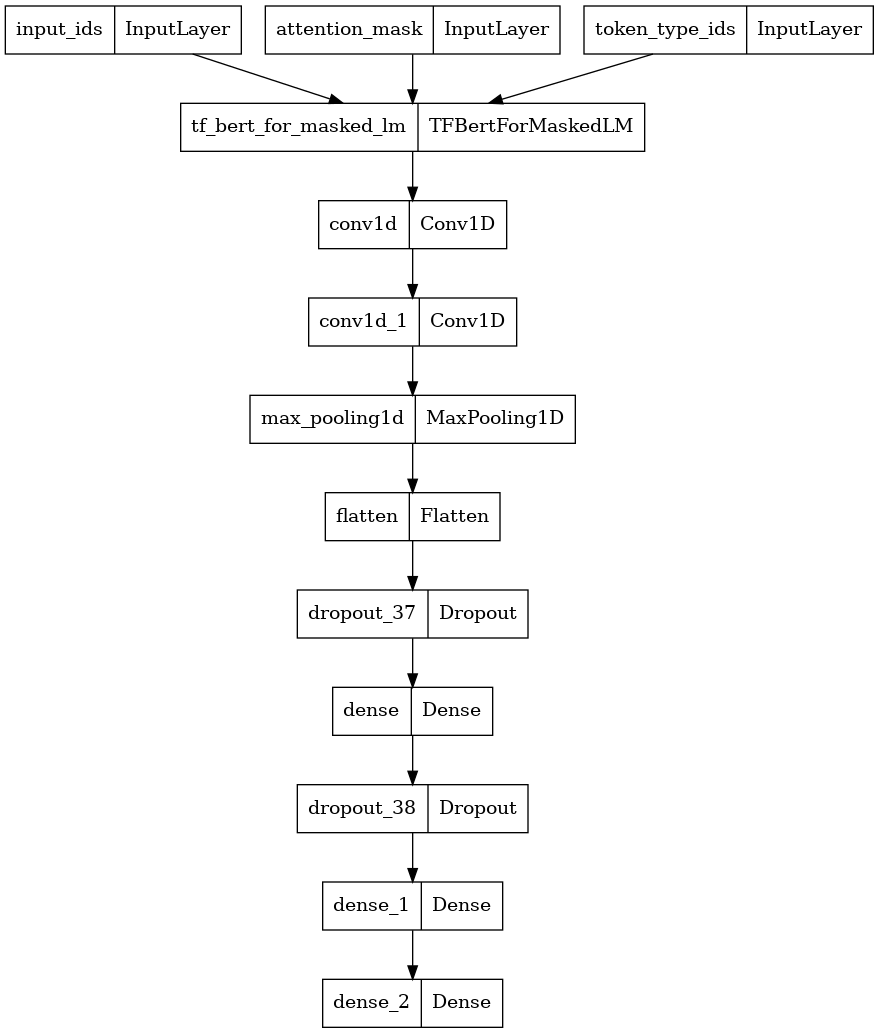 input_ids InputLayer attention_mask InputLayer token_type_ids InputLayer
tf_bert_for_masked_lm TFBertForMaskedLM
conv1d Conv1D
conv1d_1 Conv1D
max_pooling1d MaxPooling1D
flatten Flatten
dropout_37 Dropout
dense Dense
dropout_38 Dropout
dense_1 Dense
dense_2 Dense